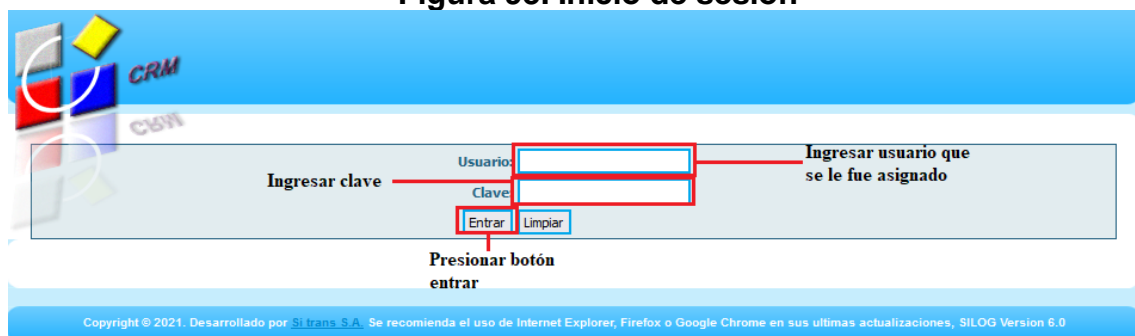 CRM
Usuario:
Ingresar usuario que
se le fue asignado
Ingresar clave
Clave
Entrar Limpiar
Presionar botón
entrar
Copyright © 2021. Desarrollado por Si trans S.A. Se recomienda el uso de Internet Explorer, Firefox o Google Chrome en sus ultimas actualizaciones, SILOG Version 6.0